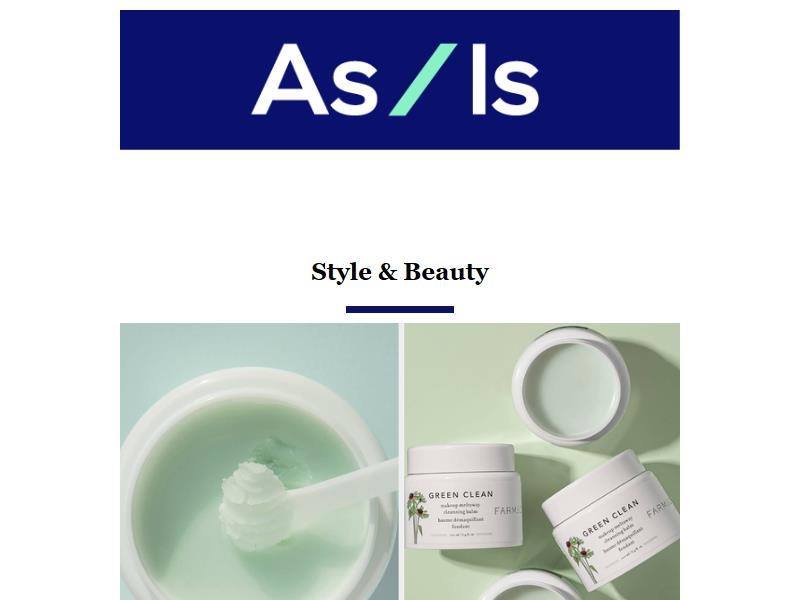 As/Is
Style & Beauty
GREEN CLEAN
makeup meltaway
cleansing balm
baume démaquillant
fondant
FARM
GREEN CLEAN
makeup meltaway
cleansing balm
baume démaquillant
fondant
FARM